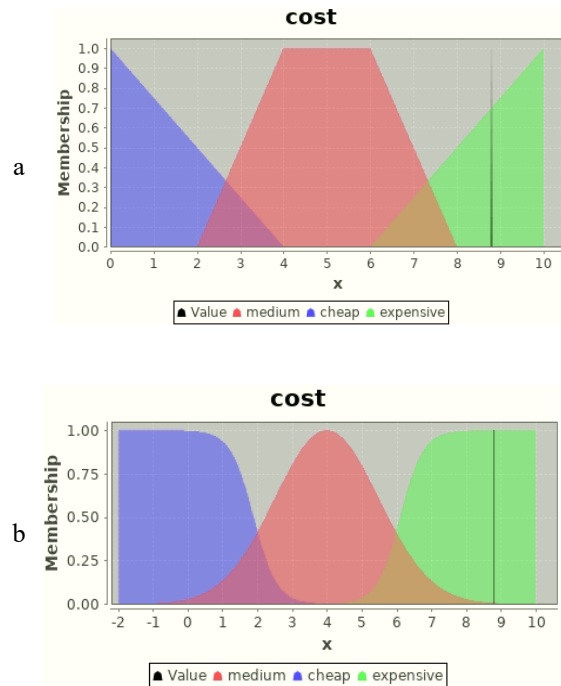 a
cost
Membership
1.0
0.9
0.8
0.7
0.6
0.5
0.4
0.3
0.2
0.1
0.0
0 1 2 3 4 5 6 7 8 9 10
x
Value medium cheap expensive
b
cost
Membership
1.00
0.75
0.50
0.25
0.00
-2 -1 0 1 2 3 4 5 6 7 8 9 10
x
Value medium cheap expensive